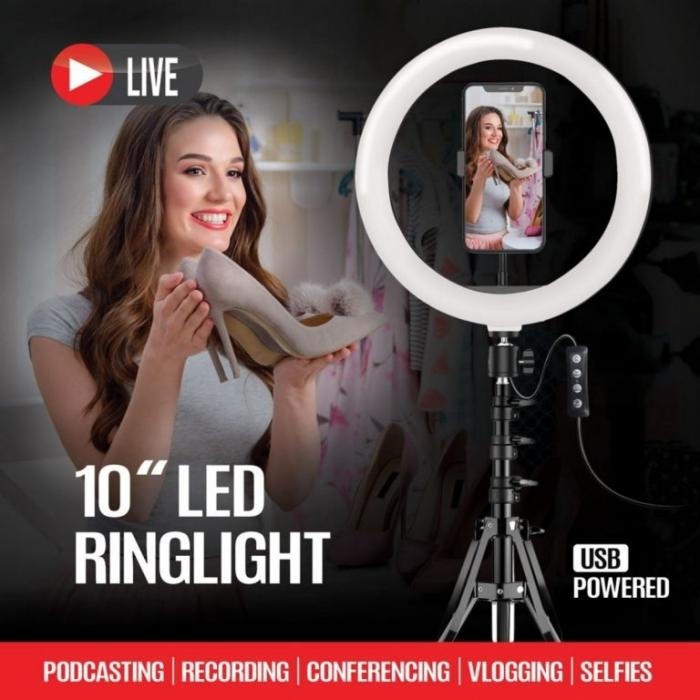 LIVE
10“ LED
RINGLIGHT
USB
POWERED
PODCASTING | RECORDING | CONFERENCING | VLOGGING | SELFIES